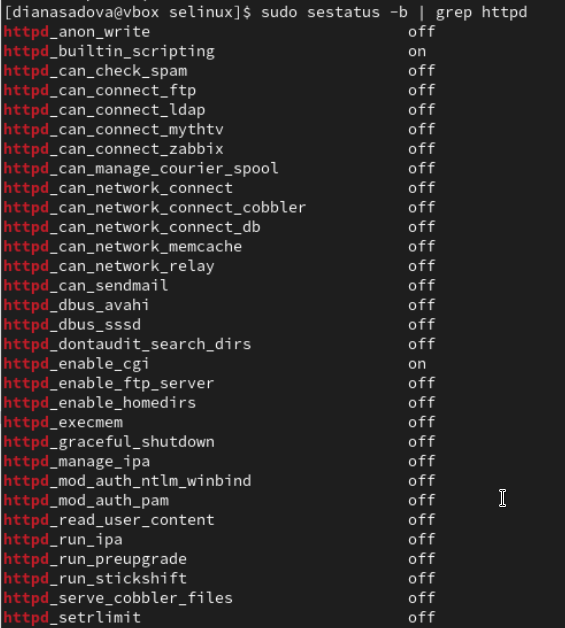 [dianasadova@vbox selinux]$ sudo sestatus -b | grep httpd
httpd_anon_write off
httpd_builtin_scripting on
httpd_can_check_spam off
httpd_can_connect_ftp off
httpd_can_connect_ldap off
httpd_can_connect_mythtv off
httpd_can_connect_zabbix off
httpd_can_manage_courier_spool off
httpd_can_network_connect off
httpd_can_network_connect_cobbler off
httpd_can_network_connect_db off
httpd_can_network_memcache off
httpd_can_network_relay off
httpd_can_sendmail off
httpd_dbus_avahi off
httpd_dbus_sssd off
httpd_dontaudit_search_dirs off
httpd_enable_cgi on
httpd_enable_ftp_server off
httpd_enable_homedirs off
httpd_execmem off
httpd_graceful_shutdown off
httpd_manage_ipa off
httpd_mod_auth_ntlm_winbind off
httpd_mod_auth_pam off
httpd_read_user_content off
httpd_run_ipa off
httpd_run_preupgrade off
httpd_run_stickshift off
httpd_serve_cobbler_files off
httpd_setrlimit off